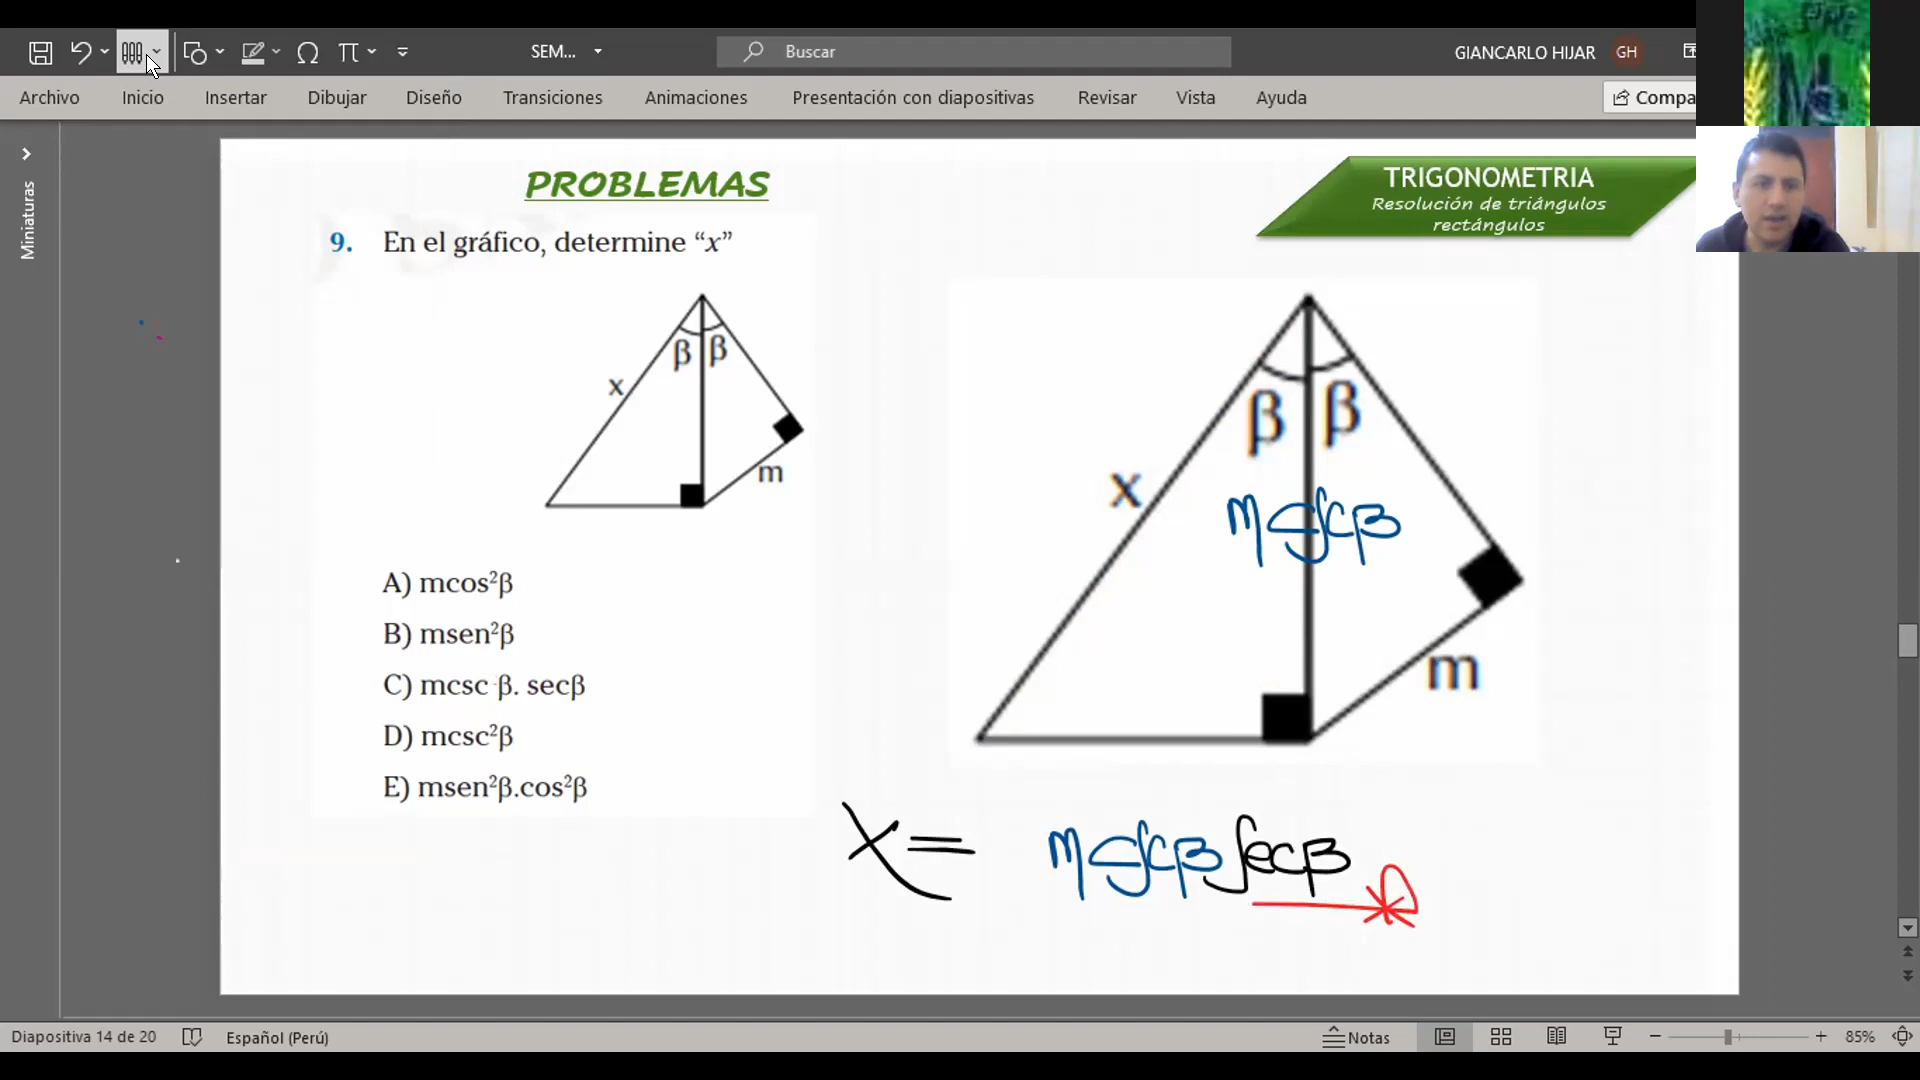 SEM...
Buscar
GIANCARLO HIJAR
GH
Archivo
Inicio
Insertar
Dibujar
Diseño
Transiciones
Animaciones
Presentación con diapositivas
Revisar
Vista
Ayuda
Compa
Miniaturas
PROBLEMAS
TRIGONOMETRIA
Resolución de triángulos
rectángulos
9. En el gráfico, determine “x”
β β
x
m
A) mcos²β
B) msen²β
C) mcsc β. secβ
D) mcsc²β
E) msen²β.cos²β
β β
x
mcscβ
m
x = mcscβ secβ
Diapositiva 14 de 20
Español (Perú)
Notas
85%